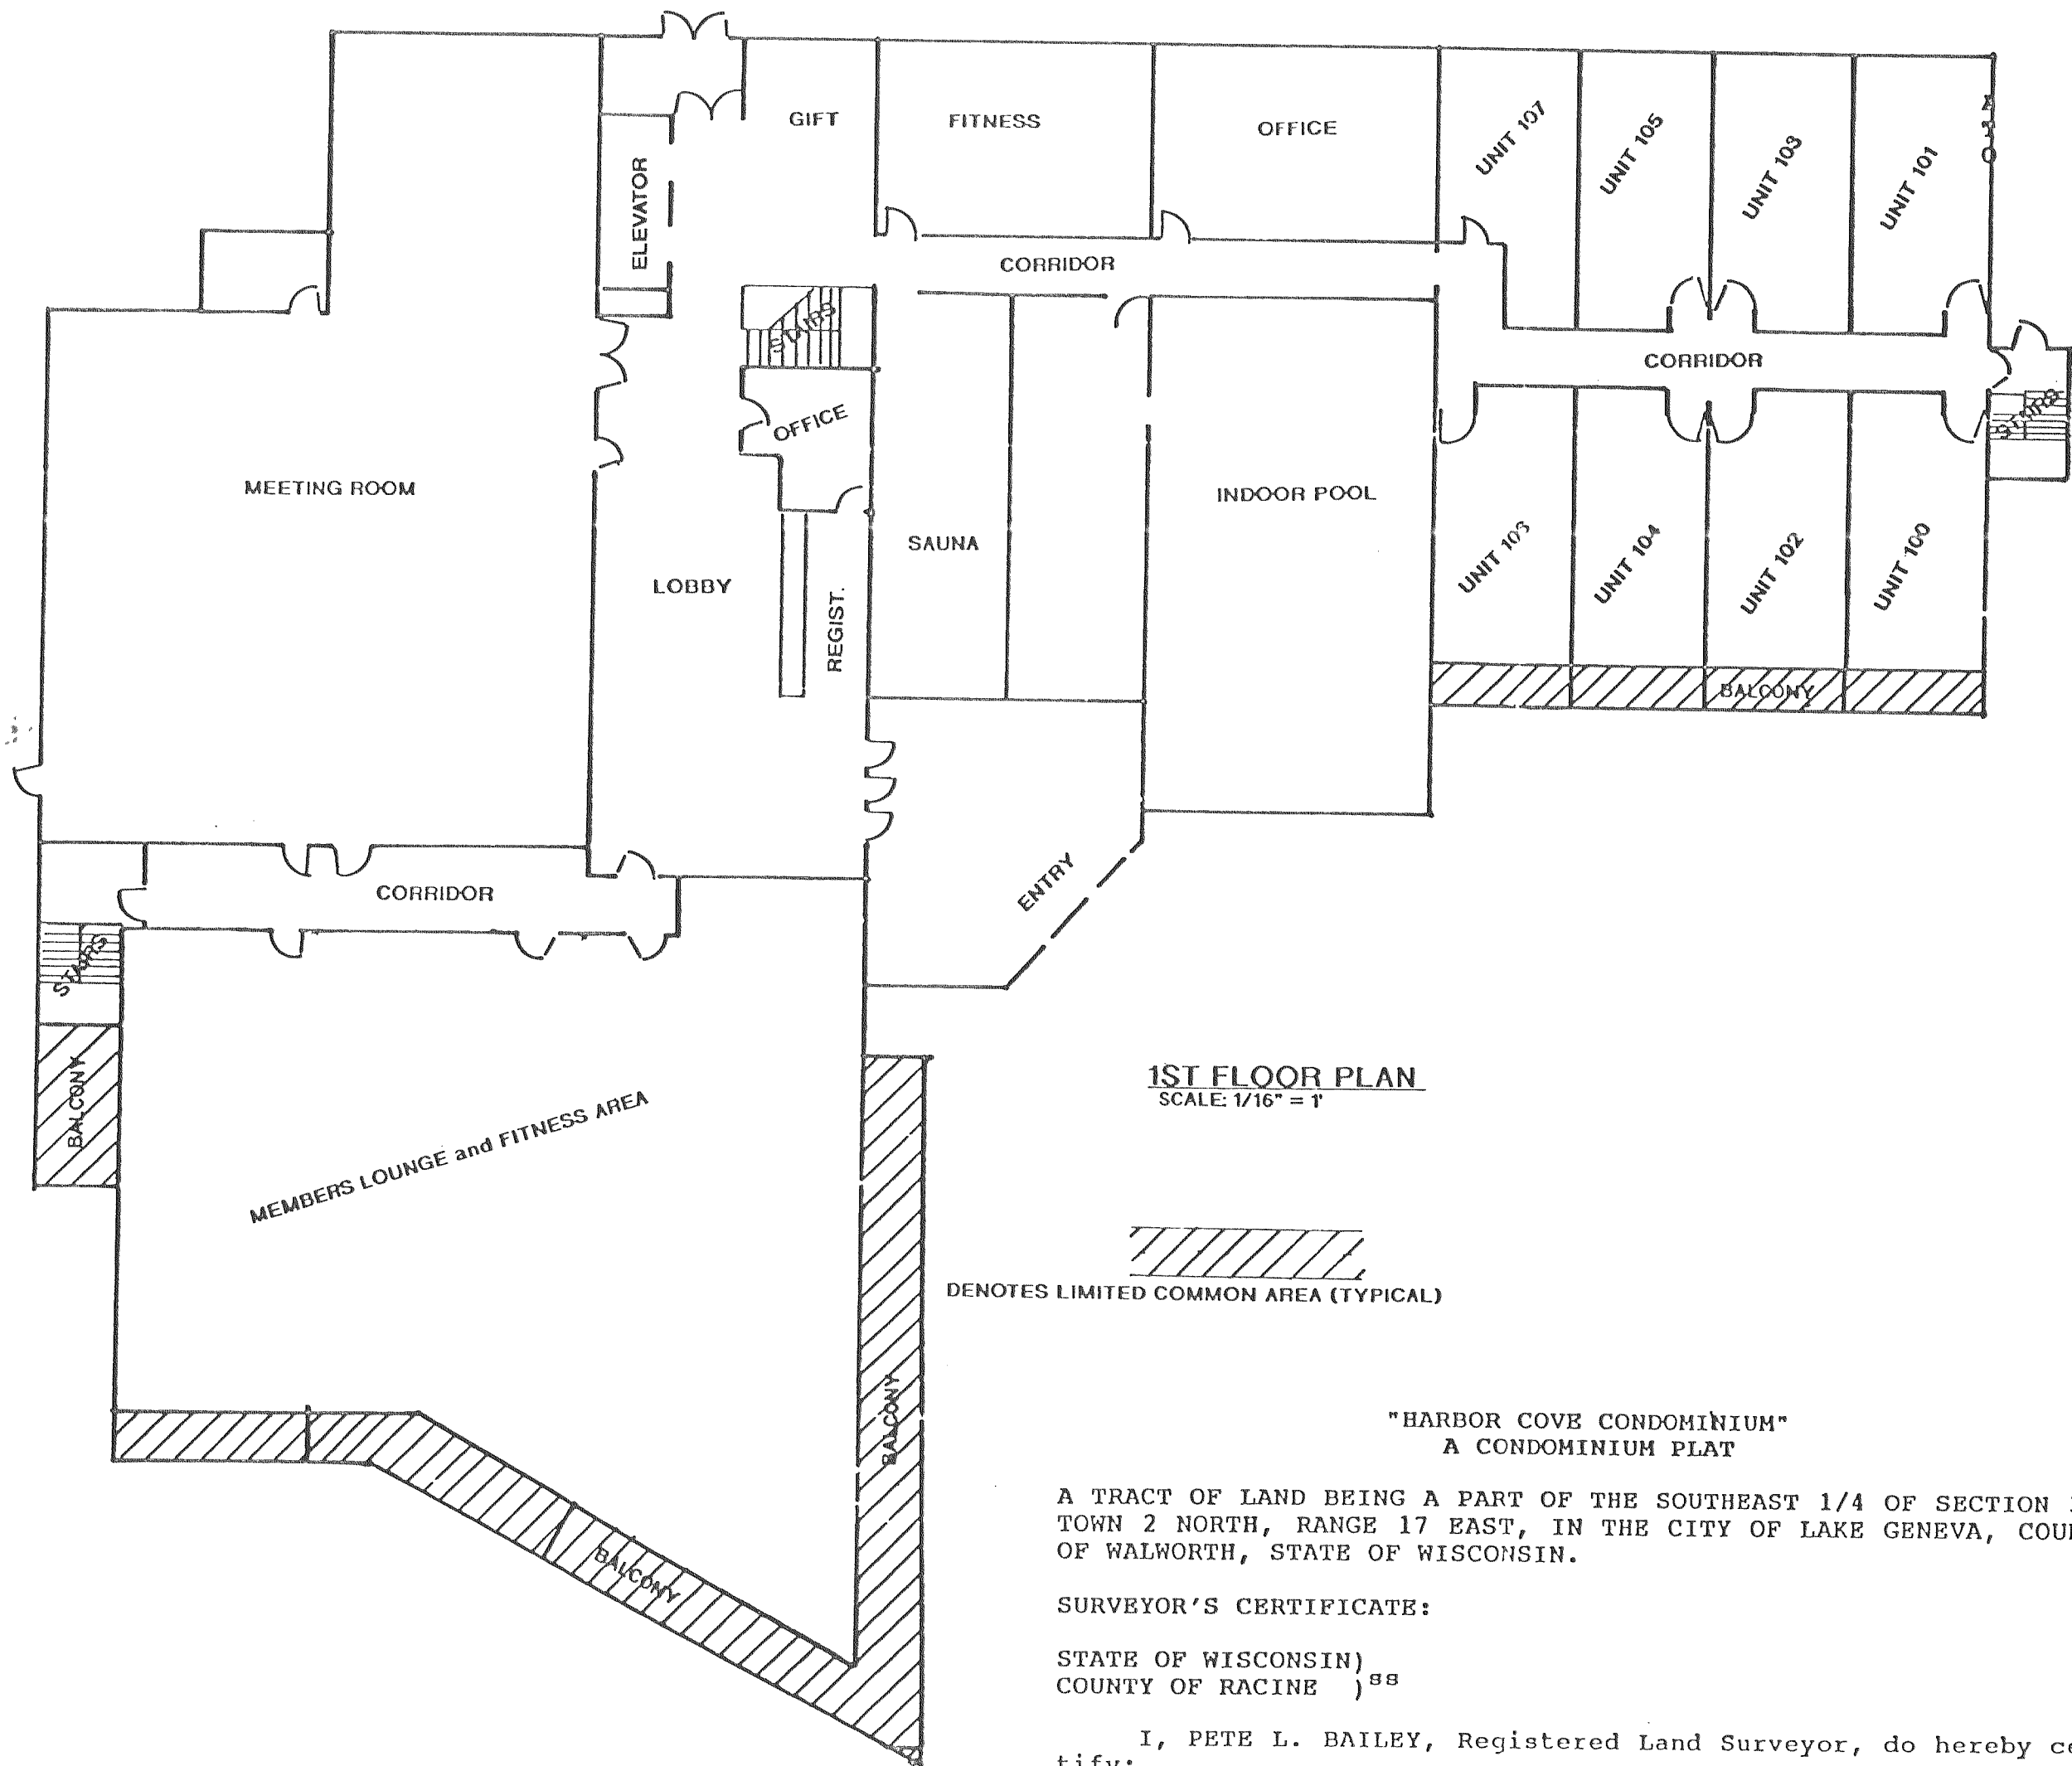 GIFT
FITNESS
OFFICE
UNIT 107
UNIT 105
UNIT 103
UNIT 101
ELEVATOR
CORRIDOR
STAIRS
CORRIDOR
STAIRS
OFFICE
MEETING ROOM
INDOOR POOL
SAUNA
LOBBY
REGIST.
UNIT 103
UNIT 104
UNIT 102
UNIT 100
BALCONY
CORRIDOR
ENTRY
STAIRS
BALCONY
MEMBERS LOUNGE and FITNESS AREA
1ST FLOOR PLAN
SCALE: 1/16" = 1'
DENOTES LIMITED COMMON AREA (TYPICAL)
BALCONY
BALCONY
"HARBOR COVE CONDOMINIUM"
A CONDOMINIUM PLAT
A TRACT OF LAND BEING A PART OF THE SOUTHEAST 1/4 OF SECTION
TOWN 2 NORTH, RANGE 17 EAST, IN THE CITY OF LAKE GENEVA, COU
OF WALWORTH, STATE OF WISCONSIN.
SURVEYOR'S CERTIFICATE:
STATE OF WISCONSIN)
COUNTY OF RACINE )ss
I, PETE L. BAILEY, Registered Land Surveyor, do hereby ce
tify: